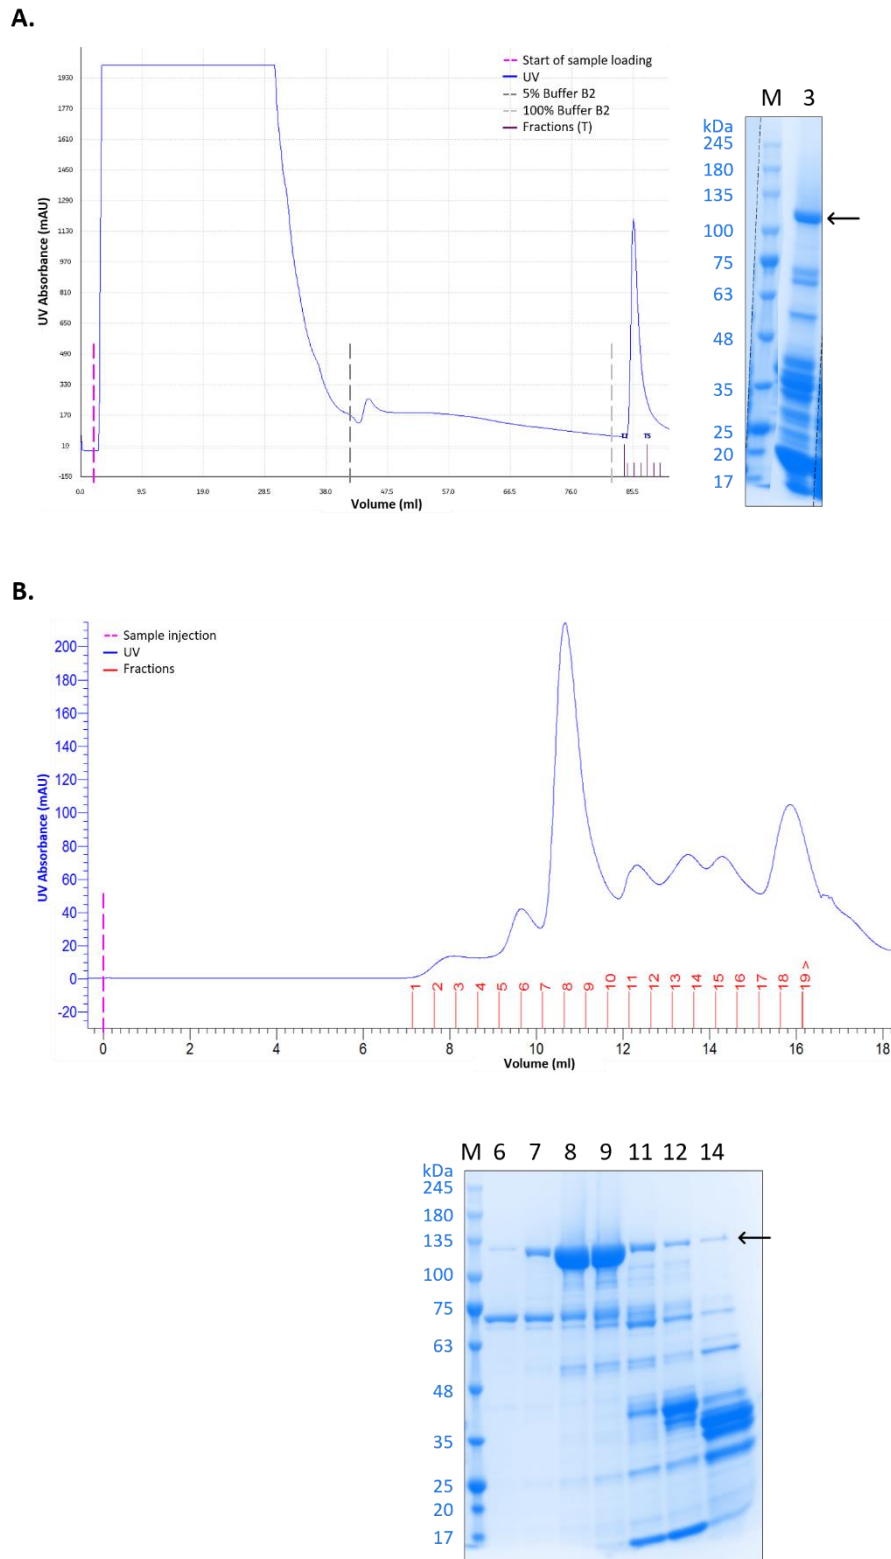 A.
Start of sample loading
UV
5% Buffer B2
100% Buffer B2
Fractions (T)
UV Absorbance (mAU)
1930
1770
1610
1450
1290
1130
970
810
650
490
330
170
10
-150
0.0 9.5 19.0 28.5 38.0 47.5 57.0 66.5 76.0 85.5
T5
Volume (ml)
M 3
kDa
245
180
135
100
75
63
48
35
25
20
17
B.
Sample injection
UV
Fractions
UV Absorbance (mAU)
200
180
160
140
120
100
80
60
40
20
0
-20
1 2 3 4 5 6 7 8 9 10 11 12 13 14 15 16 17 18 19 >
0 2 4 6 8 10 12 14 16 18
Volume (ml)
M 6 7 8 9 11 12 14
kDa
245
180
135
100
75
63
48
35
25
20
17